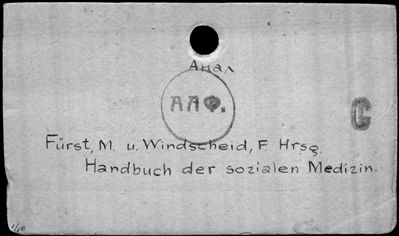 Анал
ААФ.
C
Fürst, M. u. Windscheid, F. Hrsg.
Handbuch der sozialen Medizin.